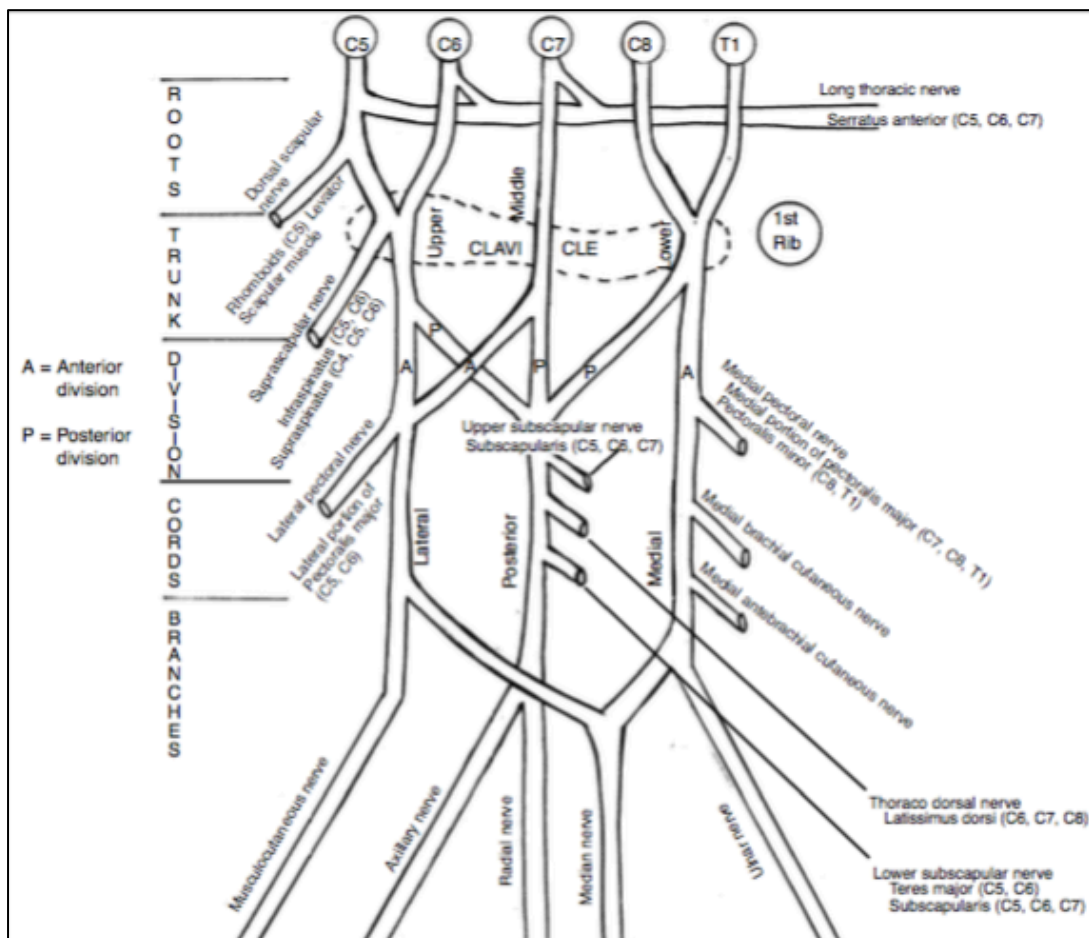 C5 C6 C7 C8 T1
ROOTS
TRUNK
DIVISION
CORDS
BRANCHES
A = Anterior
division
P = Posterior
division
Long thoracic nerve
Serratus anterior (C5, C6, C7)
Dorsal scapular
nerve
Rhomboids (C5) Levator
Scapular muscle
Suprascapular nerve
Infraspinatus (C5, C6)
Supraspinatus (C4, C5, C6)
Upper
Middle
Lower
CLAVI CLE
1st
Rib
P
A
A
P
P
A
Lateral pectoral nerve
Lateral portion of
Pectoralis major
(C5, C6)
Upper subscapular nerve
Subscapularis (C5, C6, C7)
Medial pectoral nerve
Medial portion of pectoralis major (C7, C8, T1)
Pectoralis minor (C8, T1)
Medial brachial cutaneous nerve
Medial antebrachial cutaneous nerve
Lateral
Posterior
Medial
Thoraco dorsal nerve
Latissimus dorsi (C6, C7, C8)
Lower subscapular nerve
Teres major (C5, C6)
Subscapularis (C5, C6, C7)
Musculocutaneous nerve
Axillary nerve
Radial nerve
Median nerve
Ulnar nerve